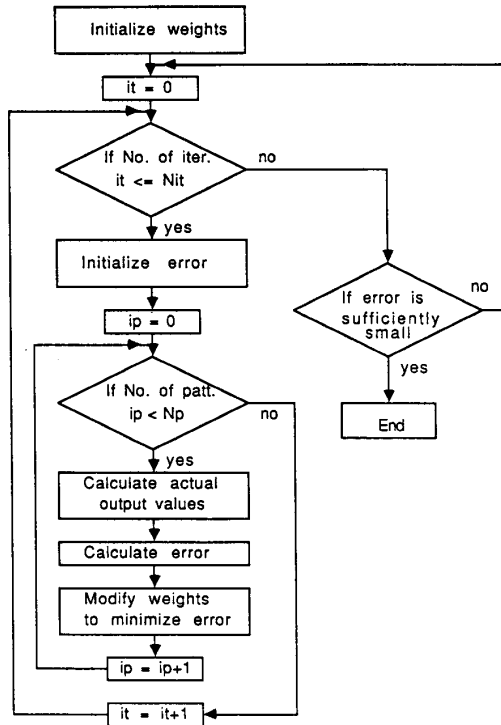 Initialize weights
it = 0
If No. of iter.
it <= Nit
no
yes
Initialize error
If error is
sufficiently
small
no
yes
End
ip = 0
If No. of patt.
ip < Np
no
yes
Calculate actual
output values
Calculate error
Modify weights
to minimize error
ip = ip+1
it = it+1